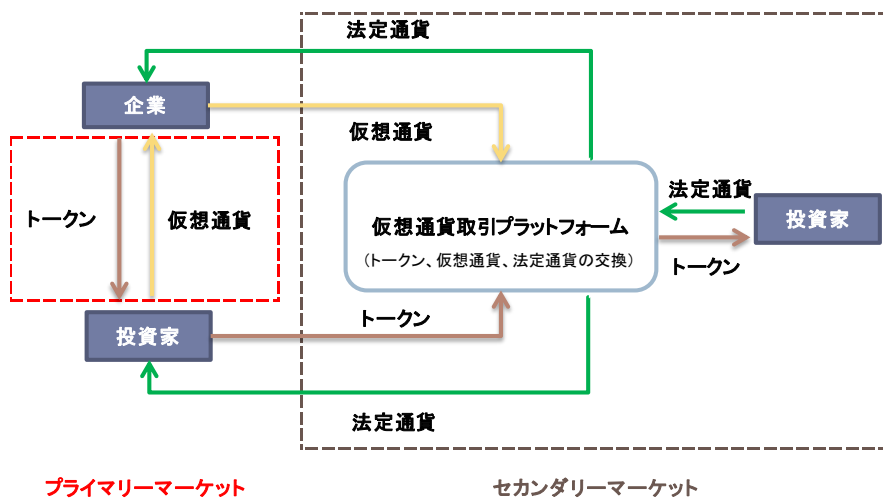 法定通貨
企業
仮想通貨
トークン
仮想通貨
法定通貨
投資家
仮想通貨取引プラットフォーム
(トークン、仮想通貨、法定通貨の交換)
トークン
投資家
トークン
法定通貨
プライマリーマーケット
セカンダリーマーケット